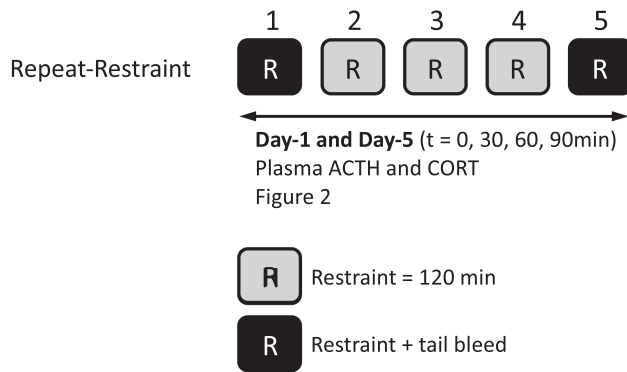 1 2 3 4 5
Repeat-Restraint R R R R R
Day-1 and Day-5 (t = 0, 30, 60, 90min)
Plasma ACTH and CORT
Figure 2
R Restraint = 120 min
R Restraint + tail bleed